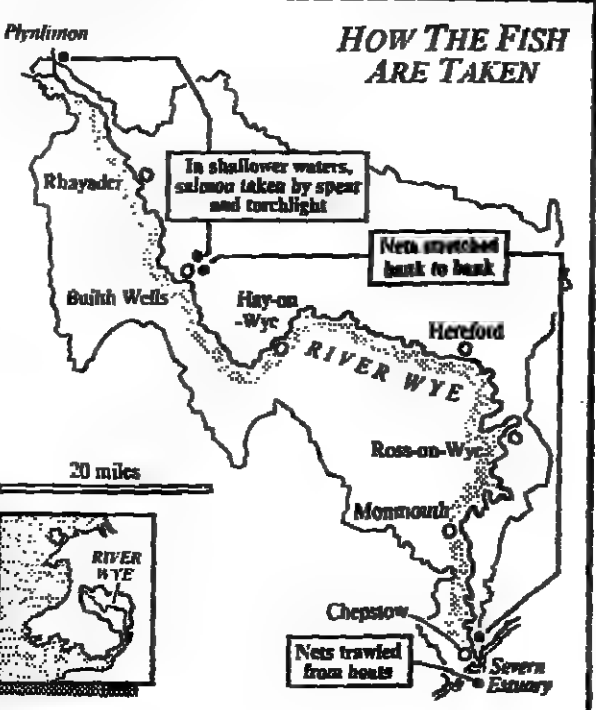 Plynlimon
HOW THE FISH
ARE TAKEN
In shallower waters,
salmon taken by spear
and torchlight
Rhayader
Nets stretched
bank to bank
Builth Wells
Hay-on
-Wye
Hereford
RIVER WYE
Ross-on-Wye
20 miles
Monmouth
RIVER
WYE
Chepstow
Nets trawled
from boats
Severn
Estuary